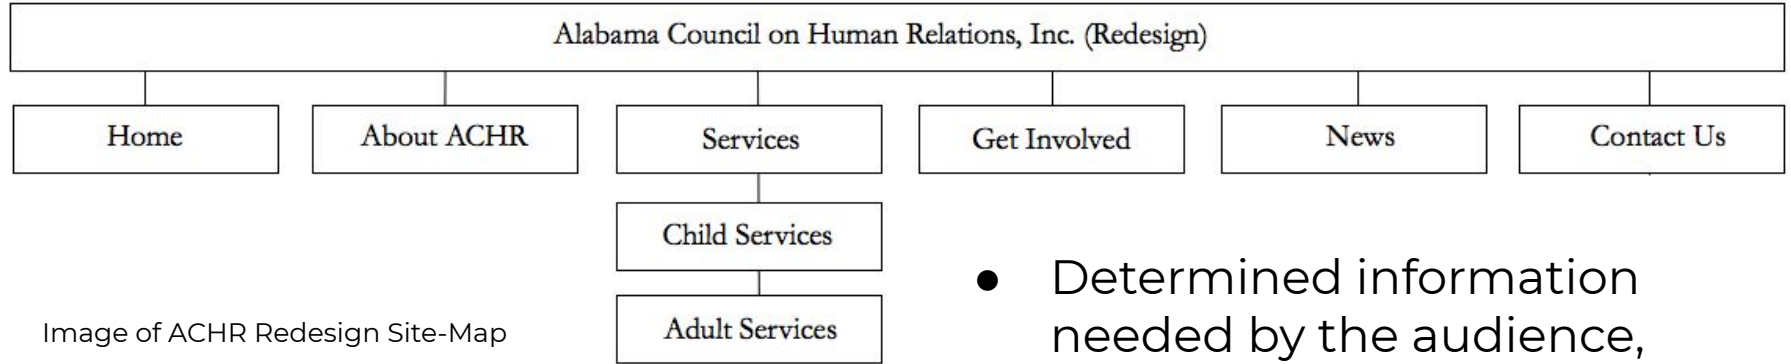 Alabama Council on Human Relations, Inc. (Redesign)
Home
About ACHR
Services
Get Involved
News
Contact Us
Child Services
Adult Services
Image of ACHR Redesign Site-Map
● Determined information
needed by the audience,